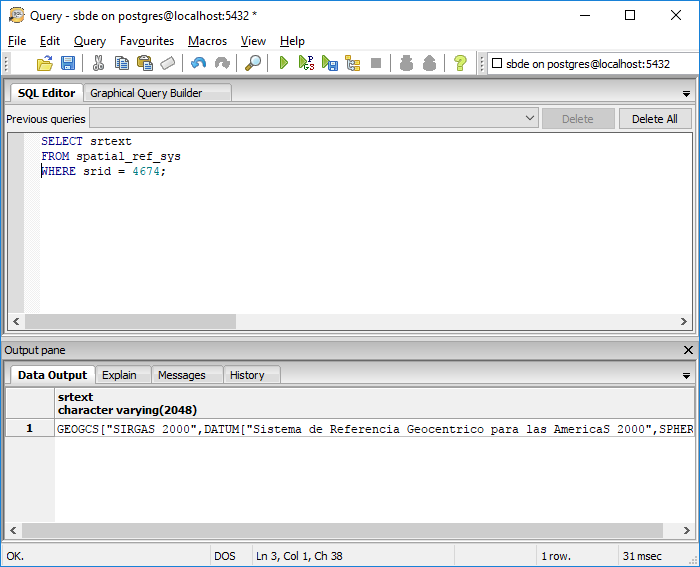 Query - sbde on postgres@localhost:5432 *
File Edit Query Favourites Macros View Help
sbde on postgres@localhost:5432
SQL Editor Graphical Query Builder
Previous queries Delete Delete All
SELECT srtext
FROM spatial_ref_sys
WHERE srid = 4674;
Output pane
Data Output Explain Messages History
srtext
character varying(2048)
1 GEOGCS["SIRGAS 2000",DATUM["Sistema de Referencia Geocentrico para las AmericaS 2000",SPHER
OK. DOS Ln 3, Col 1, Ch 38 1 row. 31 msec